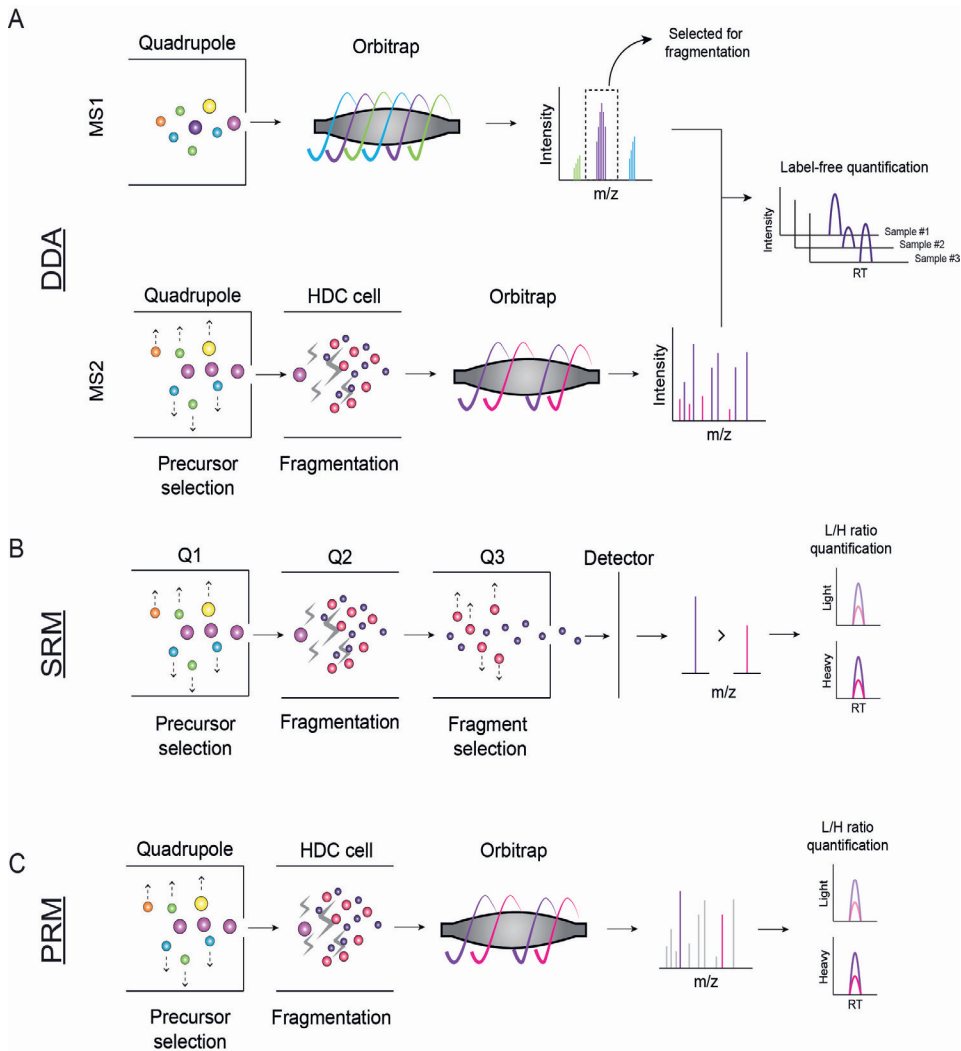 A
DDA
MS1
Quadrupole
Orbitrap
Intensity
m/z
Selected for
fragmentation
Label-free quantification
Intensity
Sample #1
Sample #2
Sample #3
RT
MS2
Quadrupole
HDC cell
Orbitrap
Intensity
m/z
Precursor
selection
Fragmentation
B
SRM
Q1
Q2
Q3
Detector
Precursor
selection
Fragmentation
Fragment
selection
>
m/z
L/H ratio
quantification
Light
Heavy
RT
C
PRM
Quadrupole
HDC cell
Orbitrap
Precursor
selection
Fragmentation
m/z
L/H ratio
quantification
Light
Heavy
RT